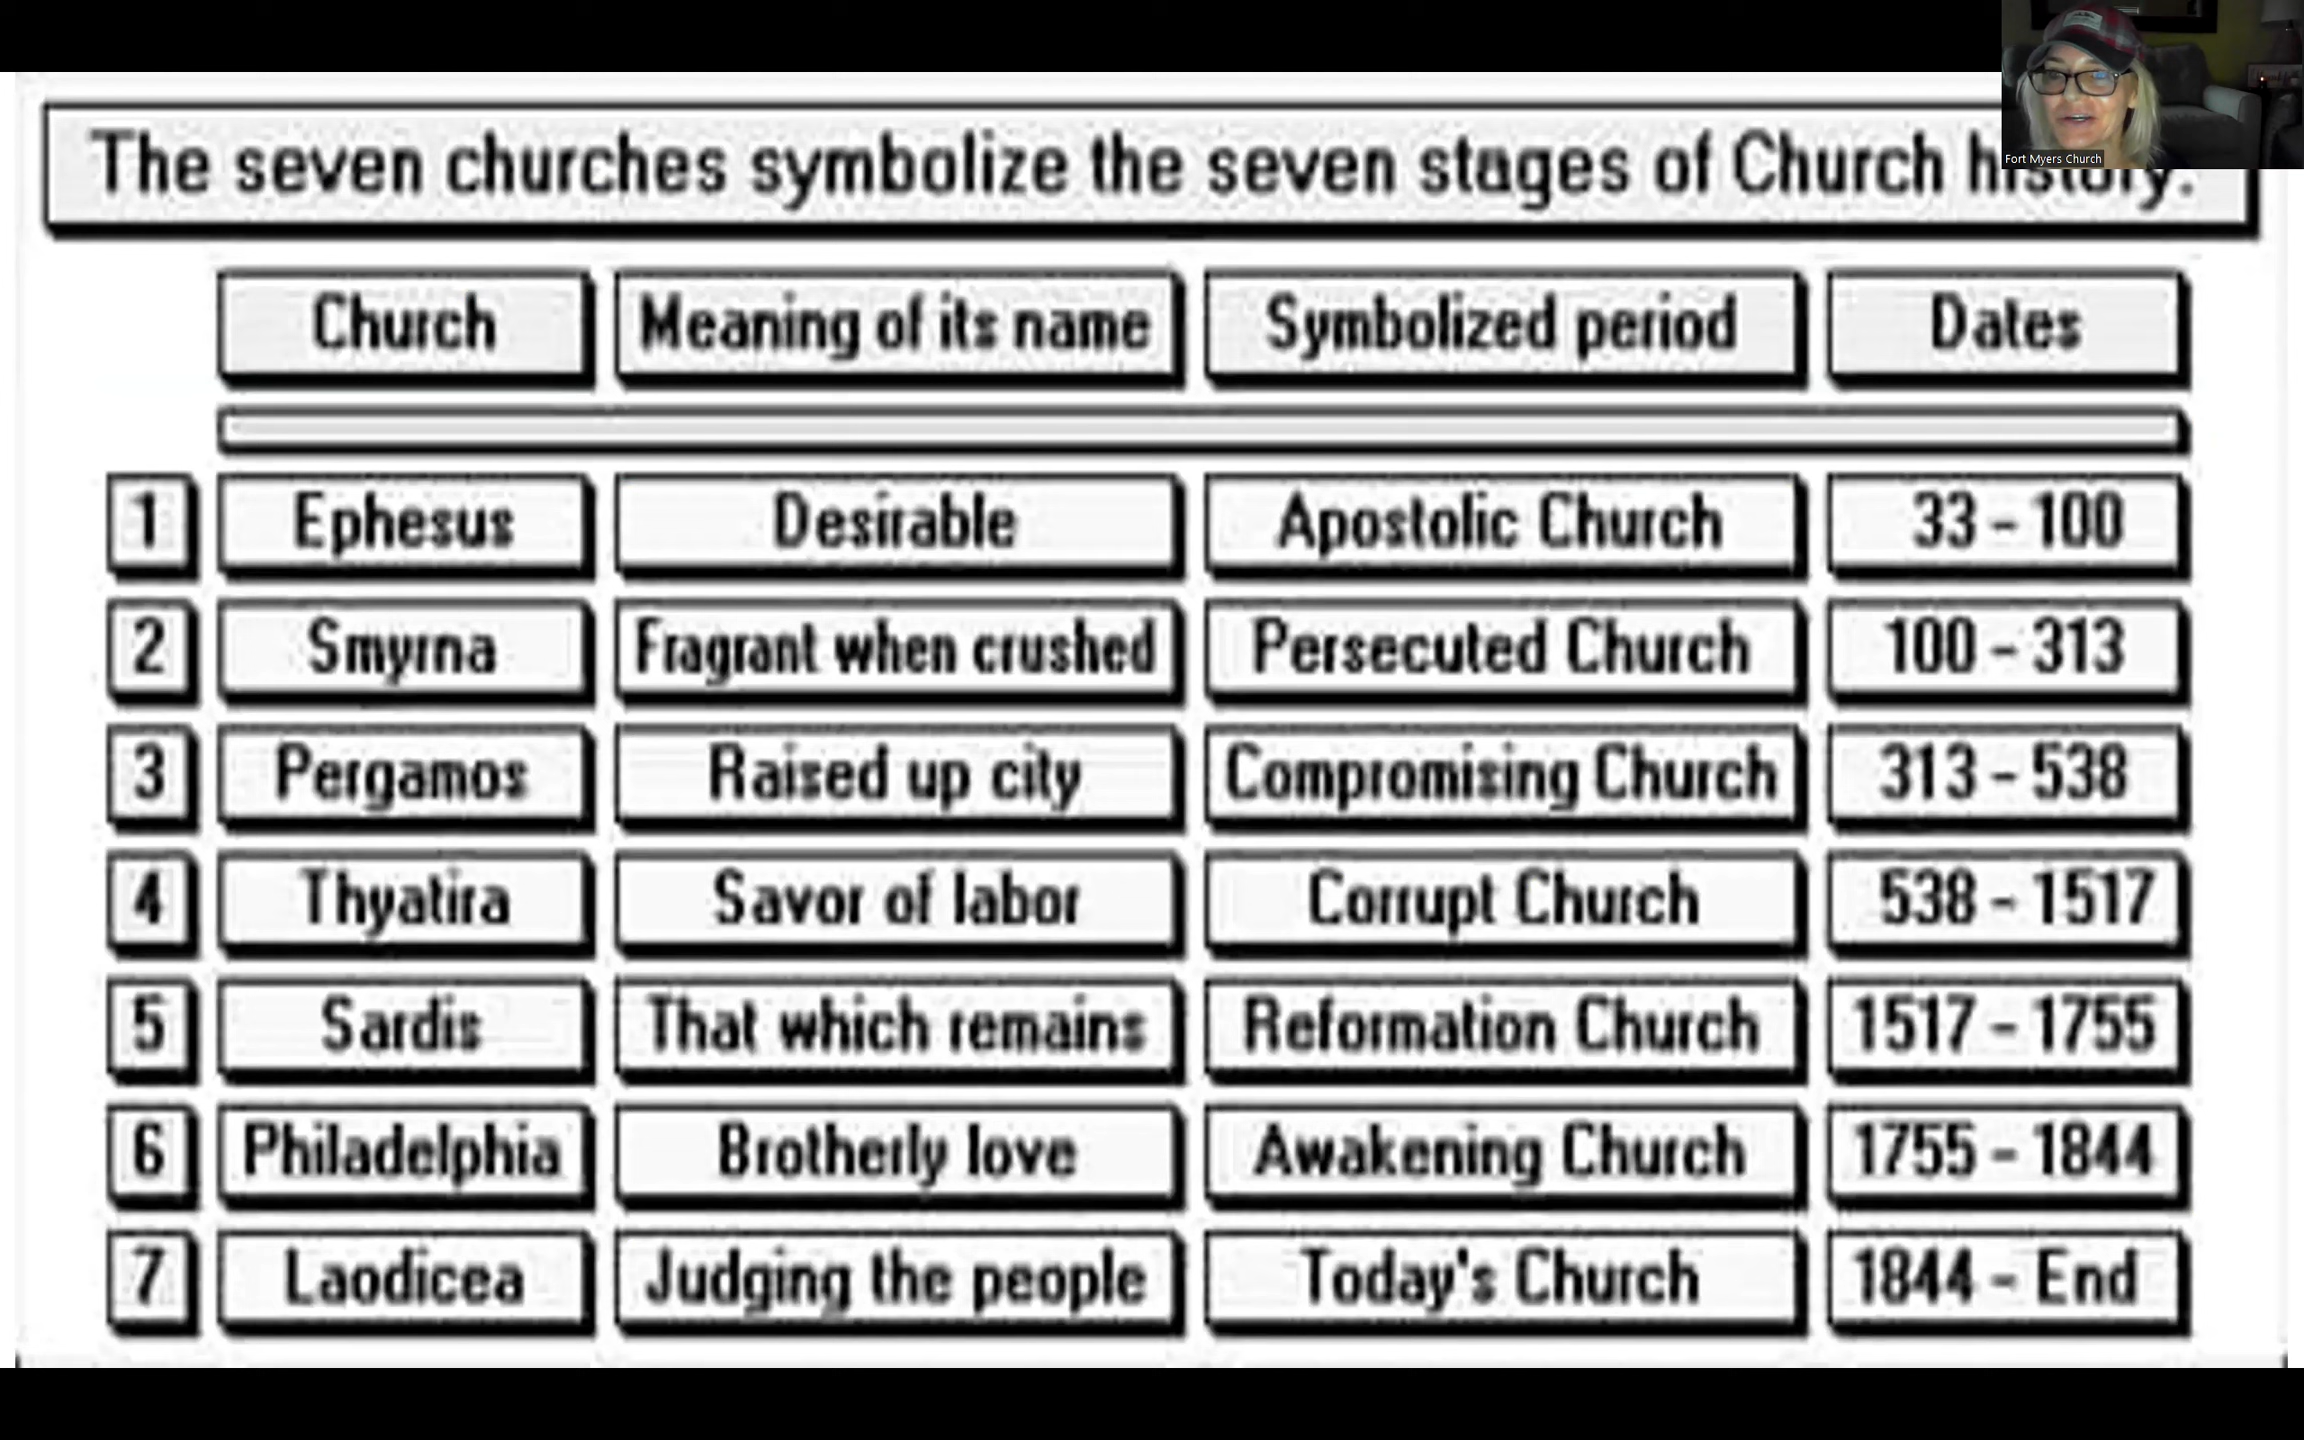 The seven churches symbolize the seven stages of Church history.
Fort Myers Church
Church Meaning of its name Symbolized period Dates
1 Ephesus Desirable Apostolic Church 33 - 100
2 Smyrna Fragrant when crushed Persecuted Church 100 - 313
3 Pergamos Raised up city Compromising Church 313 - 538
4 Thyatira Savor of labor Corrupt Church 538 - 1517
5 Sardis That which remains Reformation Church 1517 - 1755
6 Philadelphia Brotherly love Awakening Church 1755 - 1844
7 Laodicea Judging the people Today's Church 1844 - End